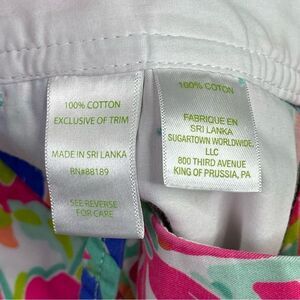 100% COTTON
EXCLUSIVE OF TRIM
MADE IN SRI LANKA
RN#88189
SEE REVERSE
FOR CARE
100% COTON
FABRIQUE EN
SRI LANKA
SUGARTOWN WORLDWIDE,
LLC
800 THIRD AVENUE
KING OF PRUSSIA, PA